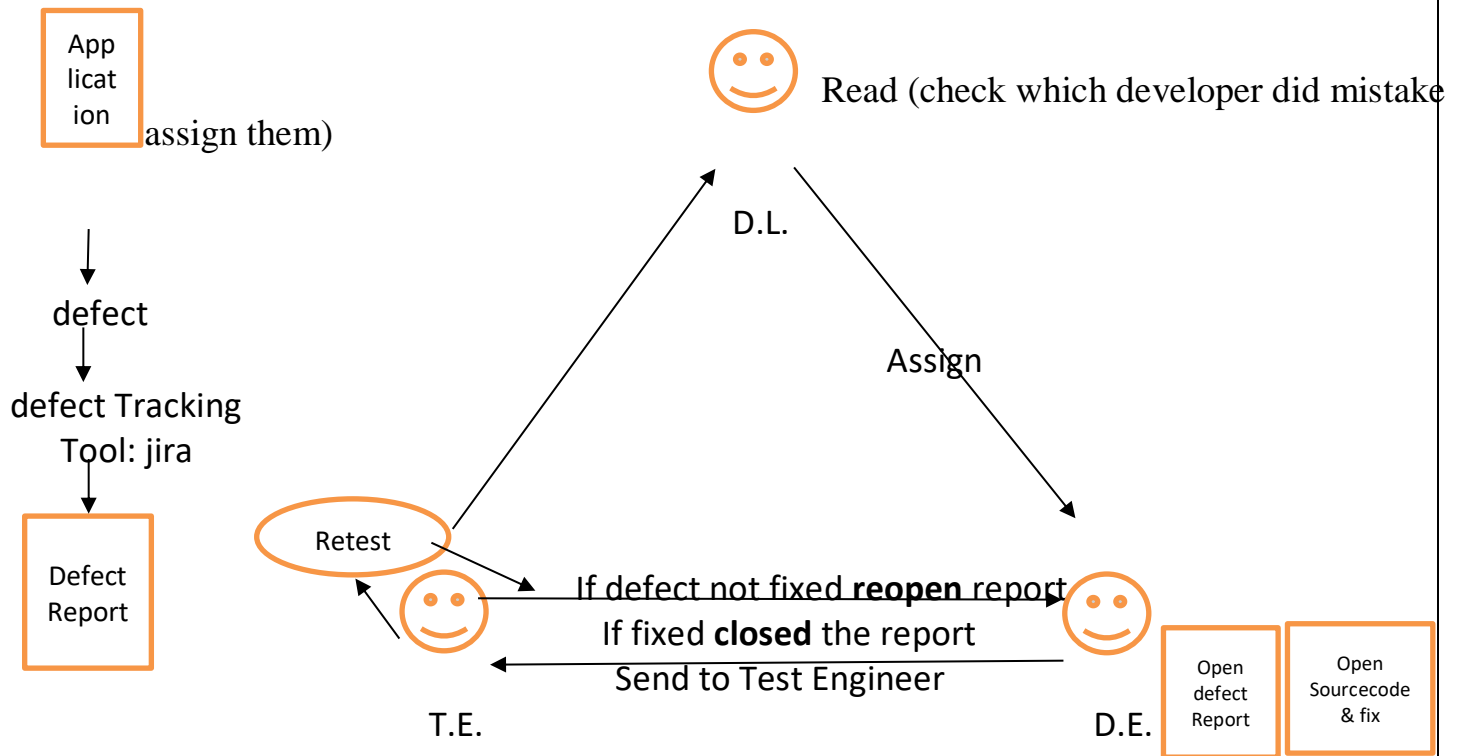 App
licat
ion
Read (check which developer did mistake
assign them)
D.L.
defect
Assign
defect Tracking
Tool: jira
Retest
Defect
Report
If defect not fixed reopen report
If fixed closed the report
Send to Test Engineer
T.E.
D.E.
Open
defect
Report
Open
Sourcecode
& fix